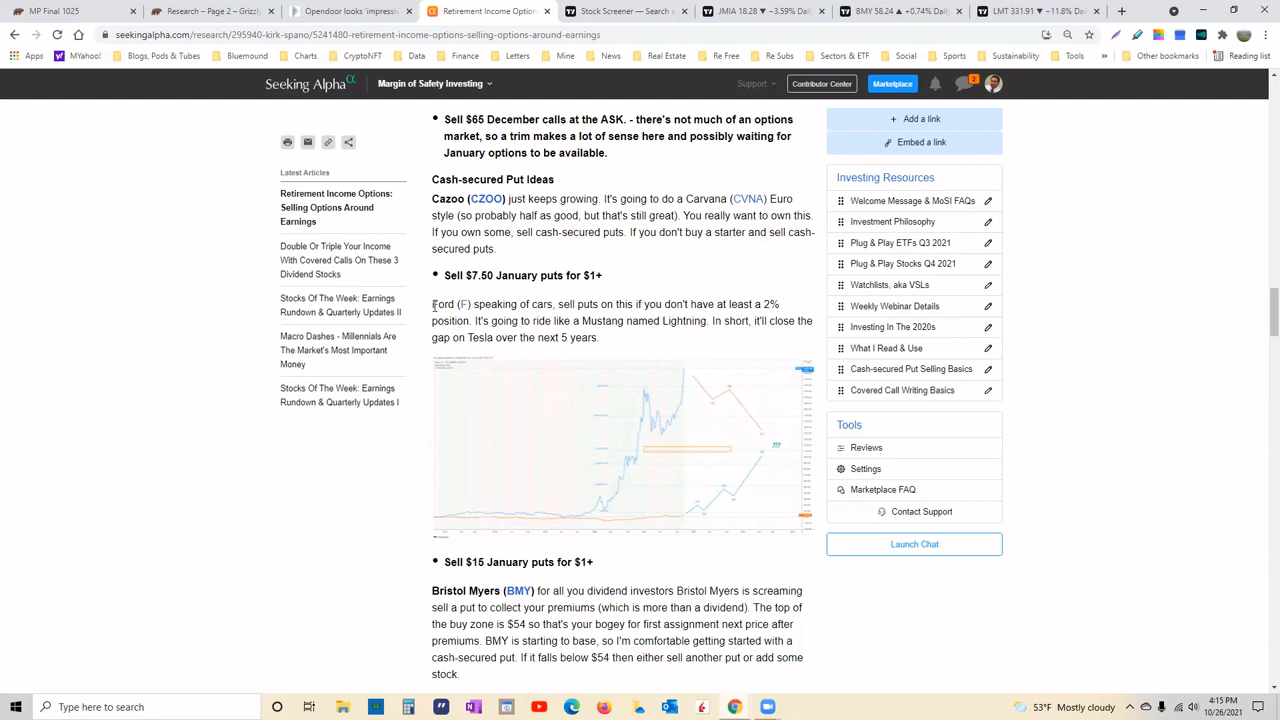 MP Final 1025
Research – Page 2 – Grizzl
Opendoor looks impress
Retirement Income Options
Stock Screener — Search
JMIA 18.28 −3.59% Dail
18.24 ▲ +0.74% Daily
LMT 331.91 −11.8% Dail
seekingalpha.com/research/295940-kirk-spano/5241480-retirement-income-options-selling-options-around-earnings
Apps
MYahoo!
Blogs, Pods & Tubes
Blooomberg
Charts
CryptoNFT
Data
Finance
Letters
Mine
News
Real Estate
Re Free
Re Subs
Sectors & ETF
Social
Sports
Sustainability
Tools
»
Other bookmarks
Reading list
Seeking Alpha α
Margin of Safety Investing
Support
Contributor Center
Marketplace
2
Latest Articles
Retirement Income Options:
Selling Options Around
Earnings
Double Or Triple Your Income
With Covered Calls On These 3
Dividend Stocks
Stocks Of The Week: Earnings
Rundown & Quarterly Updates II
Macro Dashes - Millennials Are
The Market's Most Important
Money
Stocks Of The Week: Earnings
Rundown & Quarterly Updates I
• Sell $65 December calls at the ASK. - there's not much of an options
market, so a trim makes a lot of sense here and possibly waiting for
January options to be available.
Cash-secured Put Ideas
Cazoo (CZOO) just keeps growing. It's going to do a Carvana (CVNA) Euro
style (so probably half as good, but that's still great). You really want to own this.
If you own some, sell cash-secured puts. If you don't buy a starter and sell cash-
secured puts.
• Sell $7.50 January puts for $1+
Ford (F) speaking of cars, sell puts on this if you don't have at least a 2%
position. It's going to ride like a Mustang named Lightning. In short, it'll close the
gap on Tesla over the next 5 years.
???
• Sell $15 January puts for $1+
Bristol Myers (BMY) for all you dividend investors Bristol Myers is screaming
sell a put to collect your premiums (which is more than a dividend). The top of
the buy zone is $54 so that's your bogey for first assignment next price after
premiums. BMY is starting to base, so I'm comfortable getting started with a
cash-secured put. If it falls below $54 then either sell another put or add some
stock.
+ Add a link
Embed a link
Investing Resources
Welcome Message & MoSI FAQs
Investment Philosophy
Plug & Play ETFs Q3 2021
Plug & Play Stocks Q4 2021
Watchlists, aka VSLs
Weekly Webinar Details
Investing In The 2020s
What I Read & Use
Cash-secured Put Selling Basics
Covered Call Writing Basics
Tools
Reviews
Settings
Marketplace FAQ
Contact Support
Launch Chat
Type here to search
53°F Mostly cloudy
4:15 PM
10/26/2021